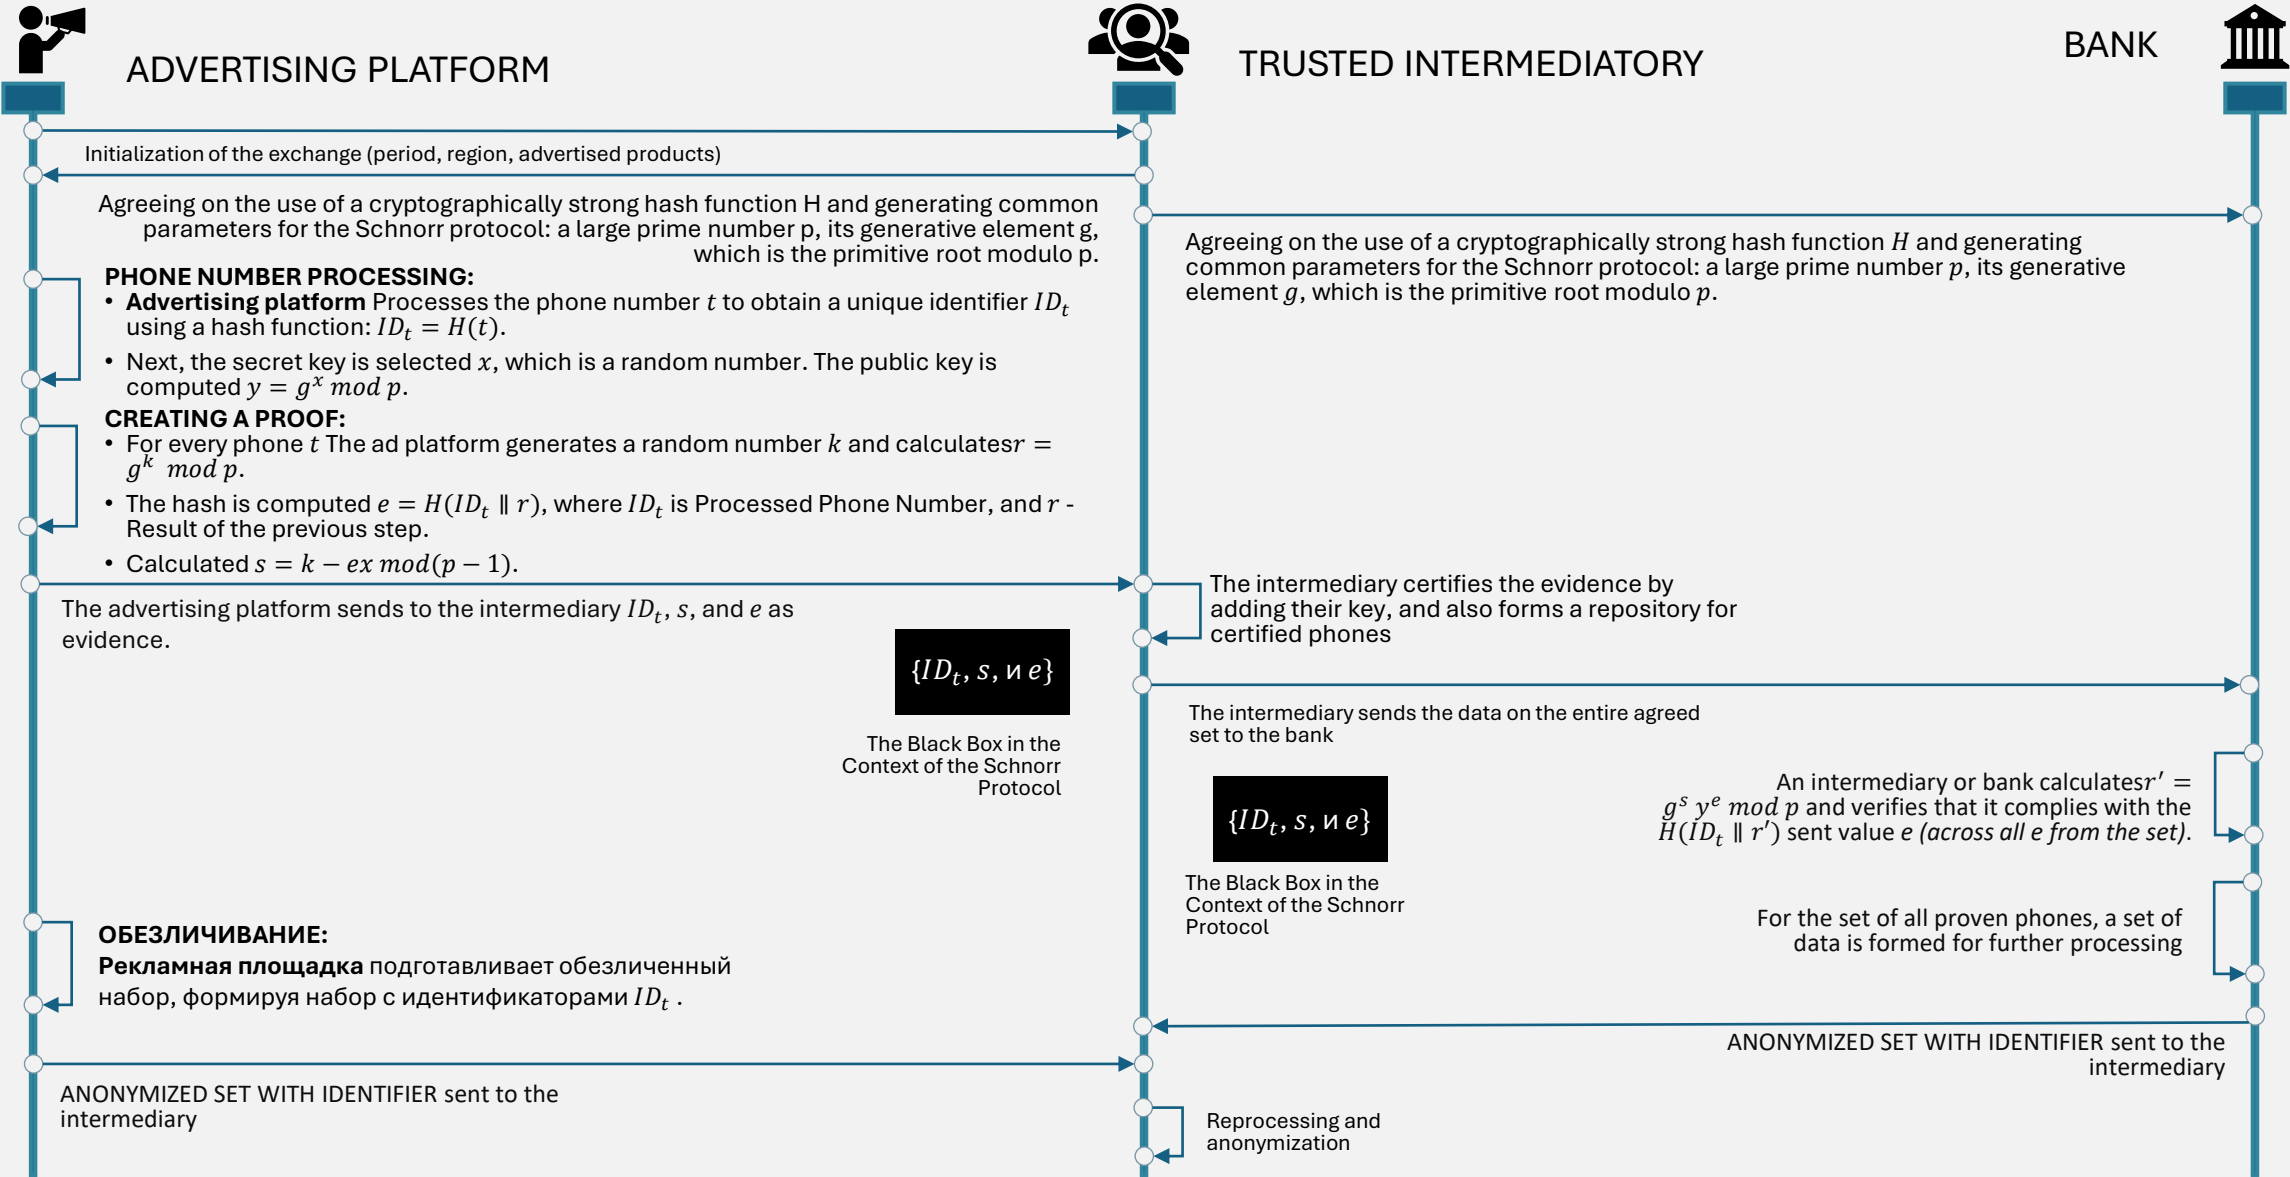 ADVERTISING PLATFORM
TRUSTED INTERMEDIATORY
BANK
Initialization of the exchange (period, region, advertised products)
Agreeing on the use of a cryptographically strong hash function H and generating common
parameters for the Schnorr protocol: a large prime number p, its generative element g,
which is the primitive root modulo p.
Agreeing on the use of a cryptographically strong hash function H and generating
common parameters for the Schnorr protocol: a large prime number p, its generative
element g, which is the primitive root modulo p.
PHONE NUMBER PROCESSING:
• Advertising platform Processes the phone number t to obtain a unique identifier ID_t
using a hash function: ID_t = H(t).
• Next, the secret key is selected x, which is a random number. The public key is
computed y = g^x mod p.
CREATING A PROOF:
• For every phone t The ad platform generates a random number k and calculatesr =
g^k mod p.
• The hash is computed e = H(ID_t ∥ r), where ID_t is Processed Phone Number, and r -
Result of the previous step.
• Calculated s = k − ex mod(p − 1).
The advertising platform sends to the intermediary ID_t, s, and e as
evidence.
{ID_t, s, и e}
The Black Box in the
Context of the Schnorr
Protocol
The intermediary certifies the evidence by
adding their key, and also forms a repository for
certified phones
The intermediary sends the data on the entire agreed
set to the bank
{ID_t, s, и e}
The Black Box in the
Context of the Schnorr
Protocol
An intermediary or bank calculatesr′ =
g^s y^e mod p and verifies that it complies with the
H(ID_t ∥ r′) sent value e (across all e from the set).
For the set of all proven phones, a set of
data is formed for further processing
ОБЕЗЛИЧИВАНИЕ:
Рекламная площадка подготавливает обезличенный
набор, формируя набор с идентификаторами ID_t .
ANONYMIZED SET WITH IDENTIFIER sent to the
intermediary
ANONYMIZED SET WITH IDENTIFIER sent to the
intermediary
Reprocessing and
anonymization